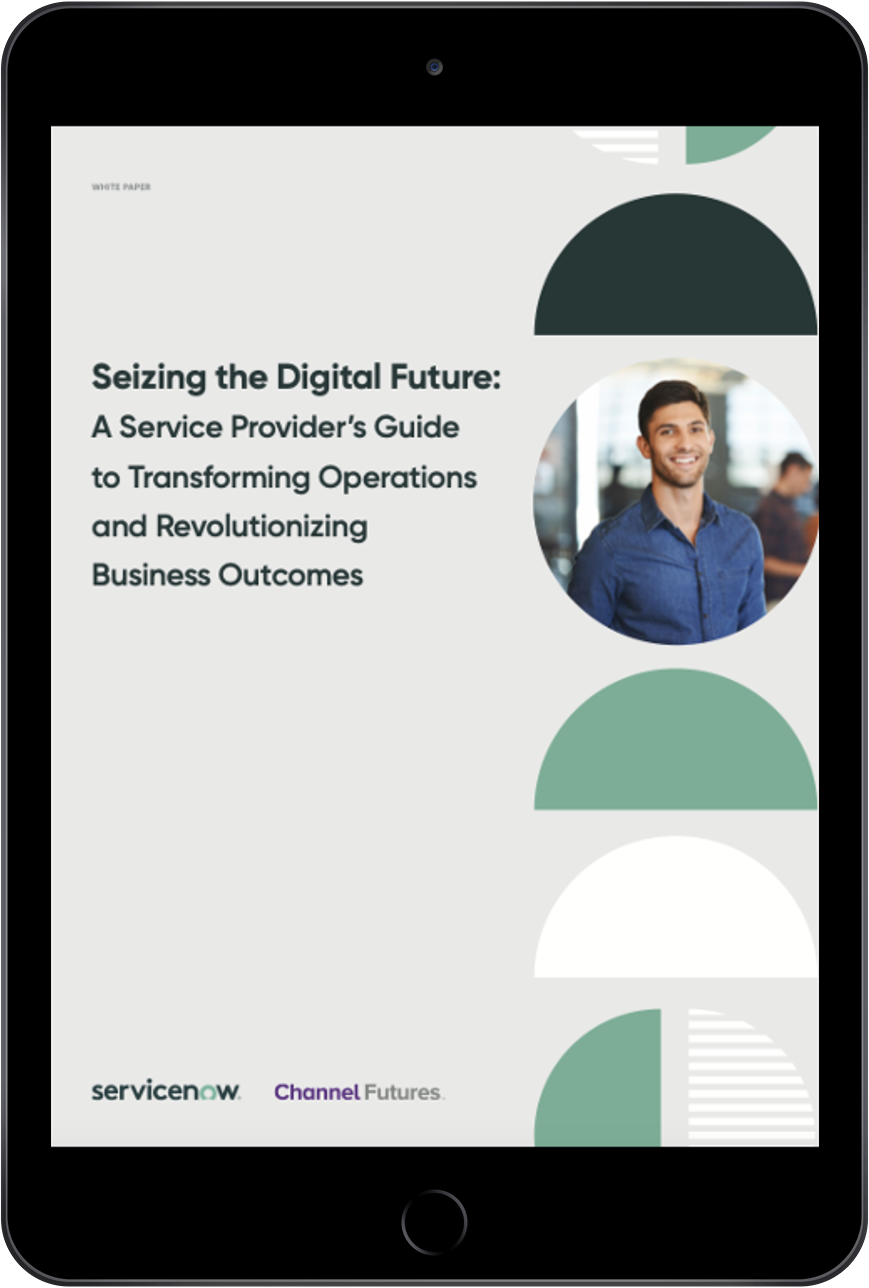 WHITE PAPER
Seizing the Digital Future:
A Service Provider’s Guide
to Transforming Operations
and Revolutionizing
Business Outcomes
servicenow. Channel Futures.